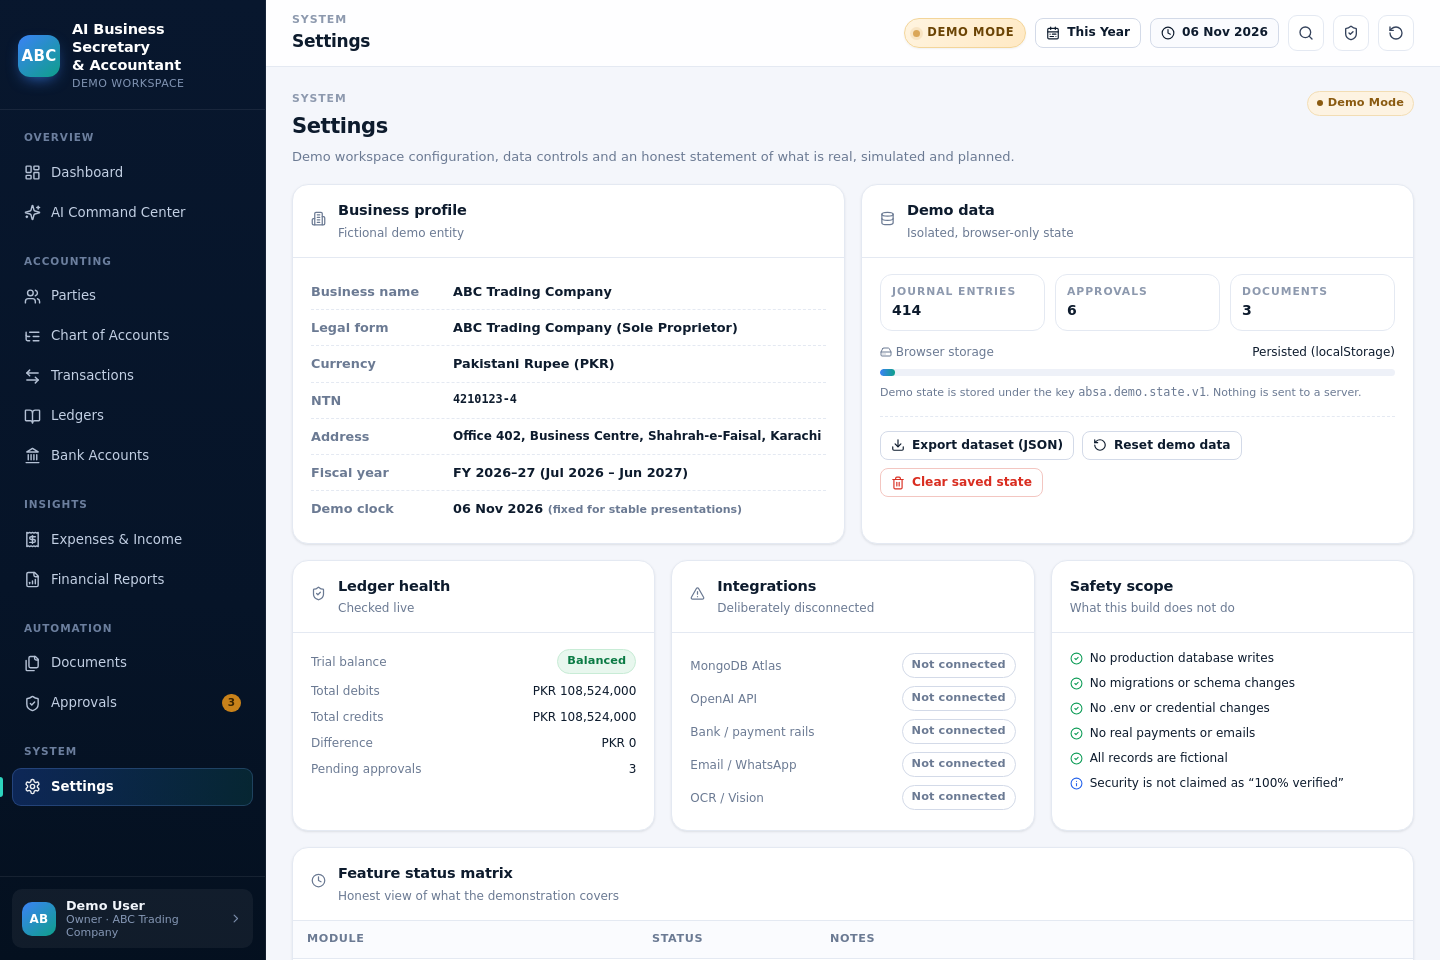 ABC
AI Business
Secretary
& Accountant
DEMO WORKSPACE
OVERVIEW
Dashboard
AI Command Center
ACCOUNTING
Parties
Chart of Accounts
Transactions
Ledgers
Bank Accounts
INSIGHTS
Expenses & Income
Financial Reports
AUTOMATION
Documents
Approvals 3
SYSTEM
Settings
AB
Demo User
Owner · ABC Trading
Company
SYSTEM
Settings
DEMO MODE
This Year
06 Nov 2026
SYSTEM
Settings
Demo Mode
Demo workspace configuration, data controls and an honest statement of what is real, simulated and planned.
Business profile
Fictional demo entity
Business name ABC Trading Company
Legal form ABC Trading Company (Sole Proprietor)
Currency Pakistani Rupee (PKR)
NTN 4210123-4
Address Office 402, Business Centre, Shahrah-e-Faisal, Karachi
Fiscal year FY 2026–27 (Jul 2026 – Jun 2027)
Demo clock 06 Nov 2026 (fixed for stable presentations)
Demo data
Isolated, browser-only state
JOURNAL ENTRIES
414
APPROVALS
6
DOCUMENTS
3
Browser storage Persisted (localStorage)
Demo state is stored under the key absa.demo.state.v1. Nothing is sent to a server.
Export dataset (JSON)
Reset demo data
Clear saved state
Ledger health
Checked live
Trial balance Balanced
Total debits PKR 108,524,000
Total credits PKR 108,524,000
Difference PKR 0
Pending approvals 3
Integrations
Deliberately disconnected
MongoDB Atlas Not connected
OpenAI API Not connected
Bank / payment rails Not connected
Email / WhatsApp Not connected
OCR / Vision Not connected
Safety scope
What this build does not do
No production database writes
No migrations or schema changes
No .env or credential changes
No real payments or emails
All records are fictional
Security is not claimed as “100% verified”
Feature status matrix
Honest view of what the demonstration covers
MODULE STATUS NOTES